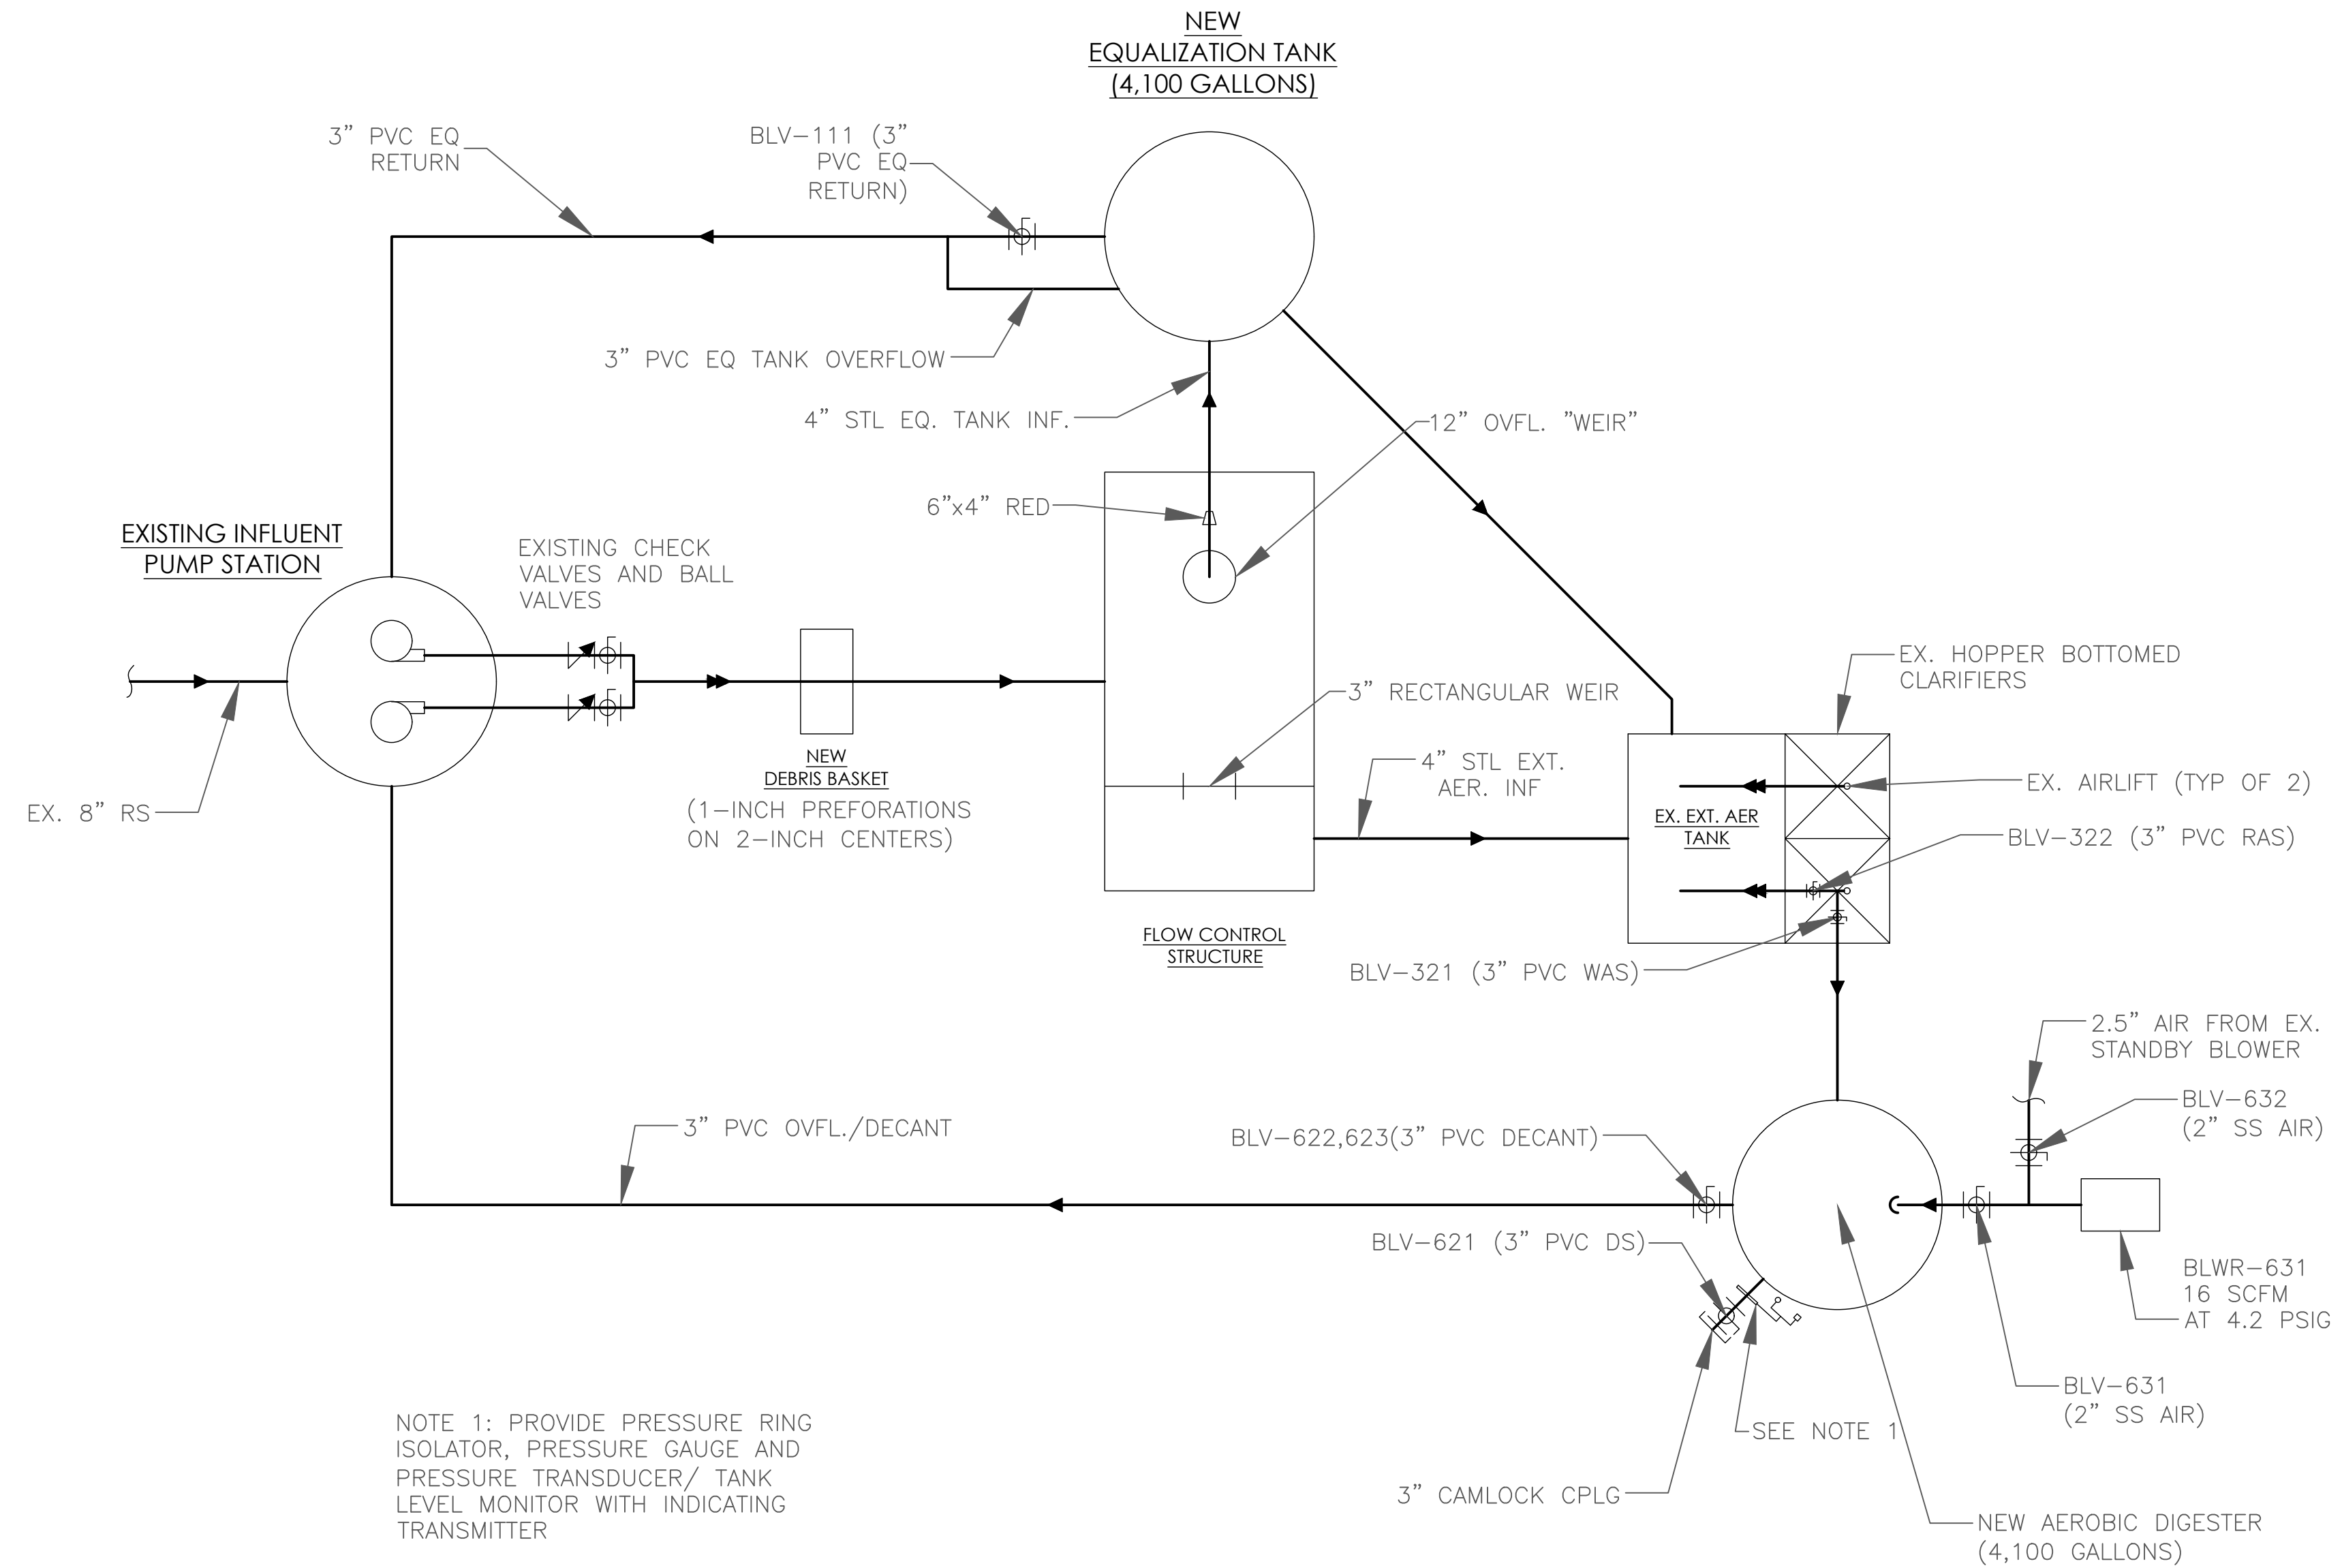 NEW
EQUALIZATION TANK
(4,100 GALLONS)
3” PVC EQ
RETURN
BLV-111 (3”
PVC EQ
RETURN)
3” PVC EQ TANK OVERFLOW
4” STL EQ. TANK INF.
12” OVFL. ”WEIR”
6”x4” RED
EXISTING INFLUENT
PUMP STATION
EXISTING CHECK
VALVES AND BALL
VALVES
EX. HOPPER BOTTOMED
CLARIFIERS
3” RECTANGULAR WEIR
NEW
DEBRIS BASKET
(1-INCH PREFORATIONS
ON 2-INCH CENTERS)
4” STL EXT.
AER. INF
EX. 8” RS
EX. EXT. AER
TANK
EX. AIRLIFT (TYP OF 2)
BLV-322 (3” PVC RAS)
FLOW CONTROL
STRUCTURE
BLV-321 (3” PVC WAS)
2.5” AIR FROM EX.
STANDBY BLOWER
BLV-632
(2” SS AIR)
3” PVC OVFL./DECANT
BLV-622,623(3” PVC DECANT)
BLV-621 (3” PVC DS)
BLWR-631
16 SCFM
AT 4.2 PSIG
BLV-631
(2” SS AIR)
SEE NOTE 1
3” CAMLOCK CPLG
NEW AEROBIC DIGESTER
(4,100 GALLONS)
NOTE 1: PROVIDE PRESSURE RING
ISOLATOR, PRESSURE GAUGE AND
PRESSURE TRANSDUCER/ TANK
LEVEL MONITOR WITH INDICATING
TRANSMITTER